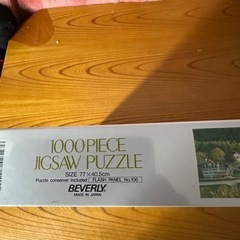 1000 PIECE
JIGSAW PUZZLE
SIZE 77×40.5cm
Puzzle conserver included FLASH PANEL No.106
BEVERLY
MADE IN JAPAN